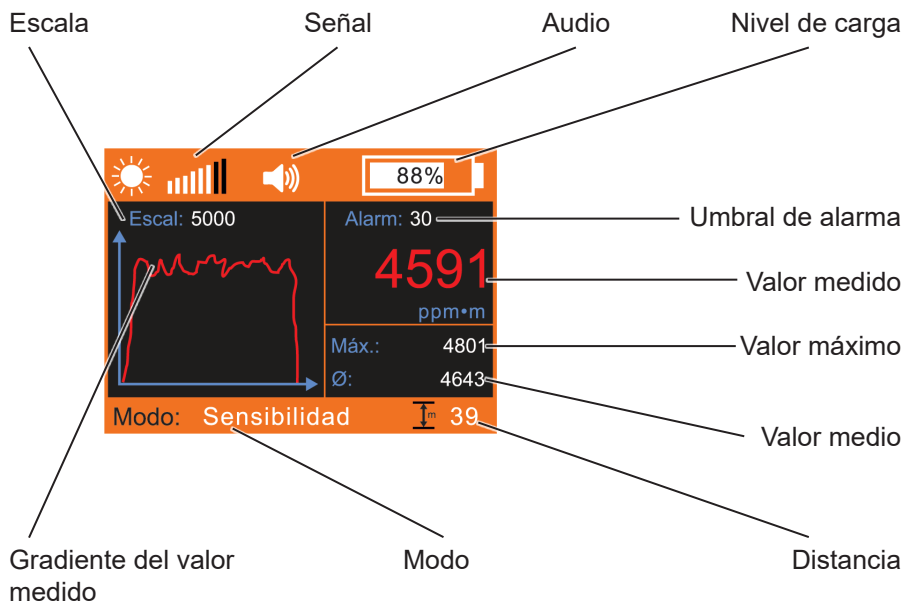 Escala
Señal
Audio
Nivel de carga
88%
Escal: 5000
Alarm: 30
Umbral de alarma
4591
Valor medido
ppm•m
Máx.: 4801
Valor máximo
Ø: 4643
Valor medio
Modo: Sensibilidad
m
39
Gradiente del valor
medido
Modo
Distancia